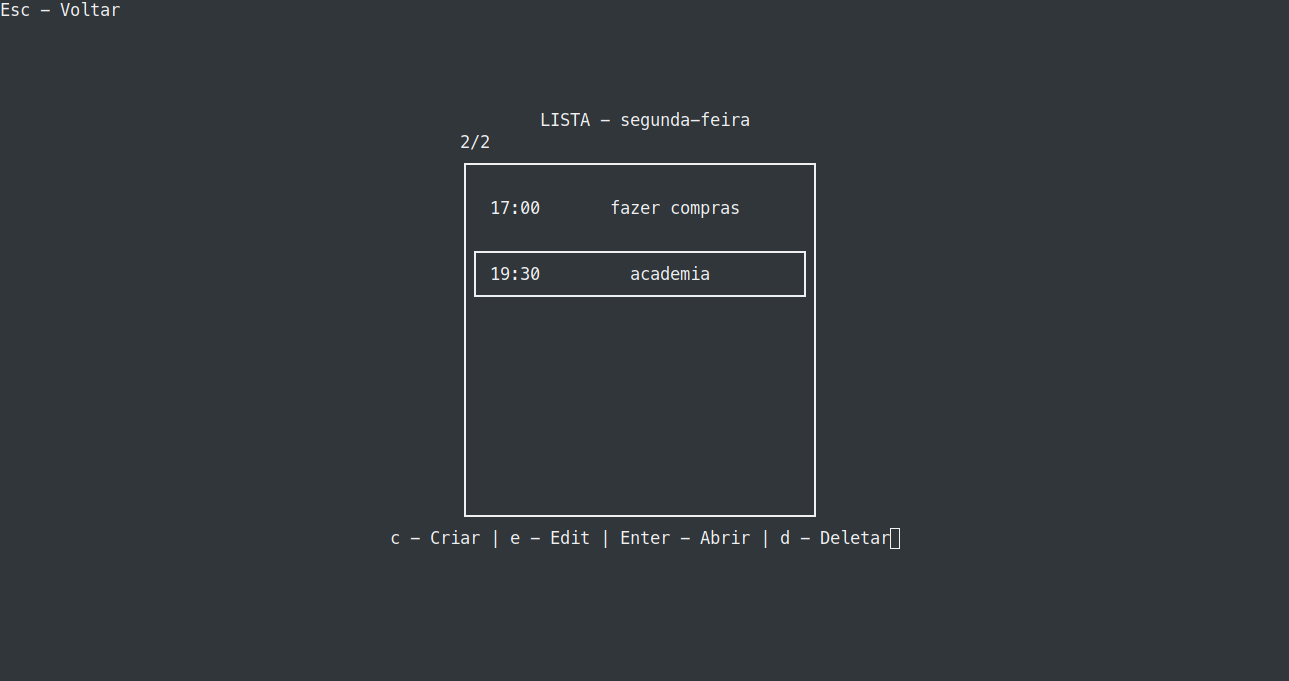 Esc - Voltar
LISTA - segunda-feira
2/2
17:00 fazer compras
19:30 academia
c - Criar | e - Edit | Enter - Abrir | d - Deletar